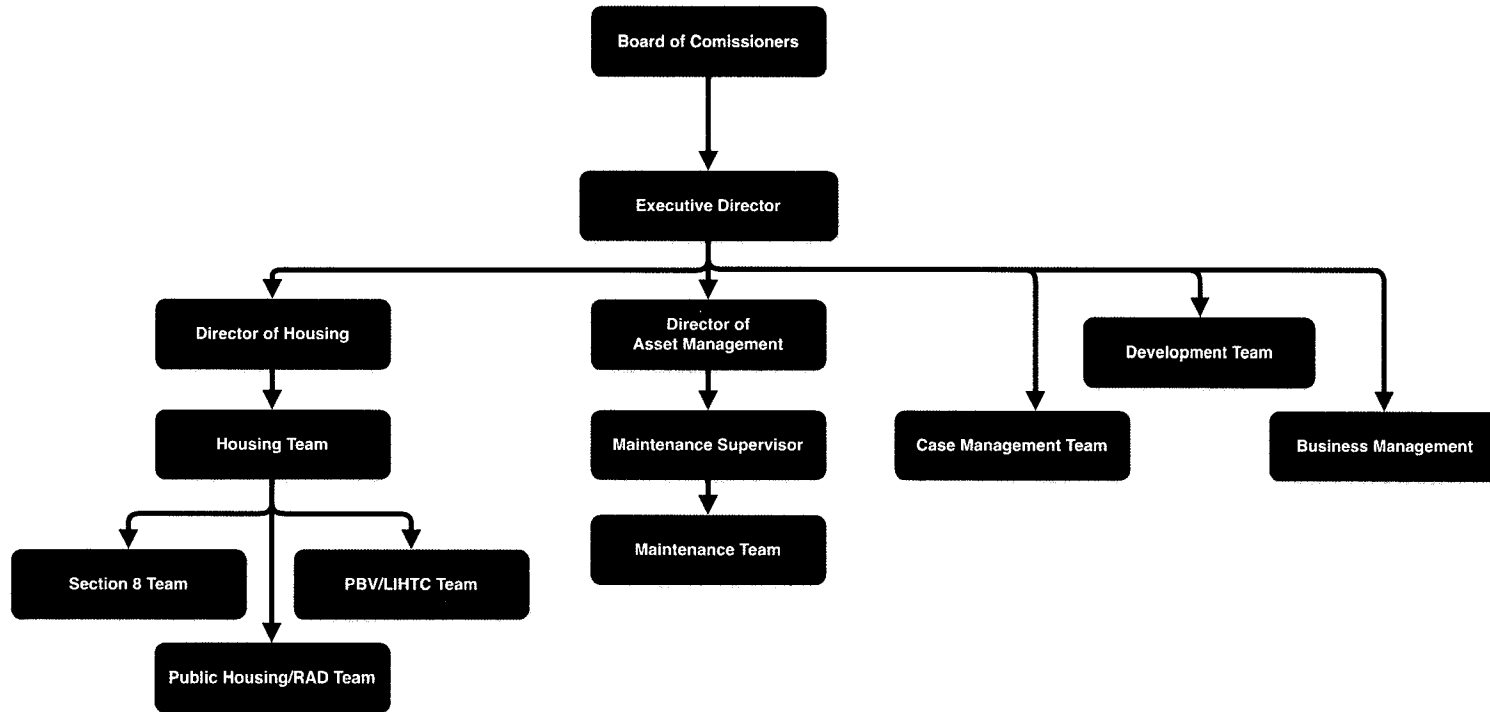 Board of Comissioners
Executive Director
Director of Housing
Director of
Asset Management
Development Team
Housing Team
Maintenance Supervisor
Case Management Team
Business Management
Section 8 Team
PBV/LIHTC Team
Maintenance Team
Public Housing/RAD Team